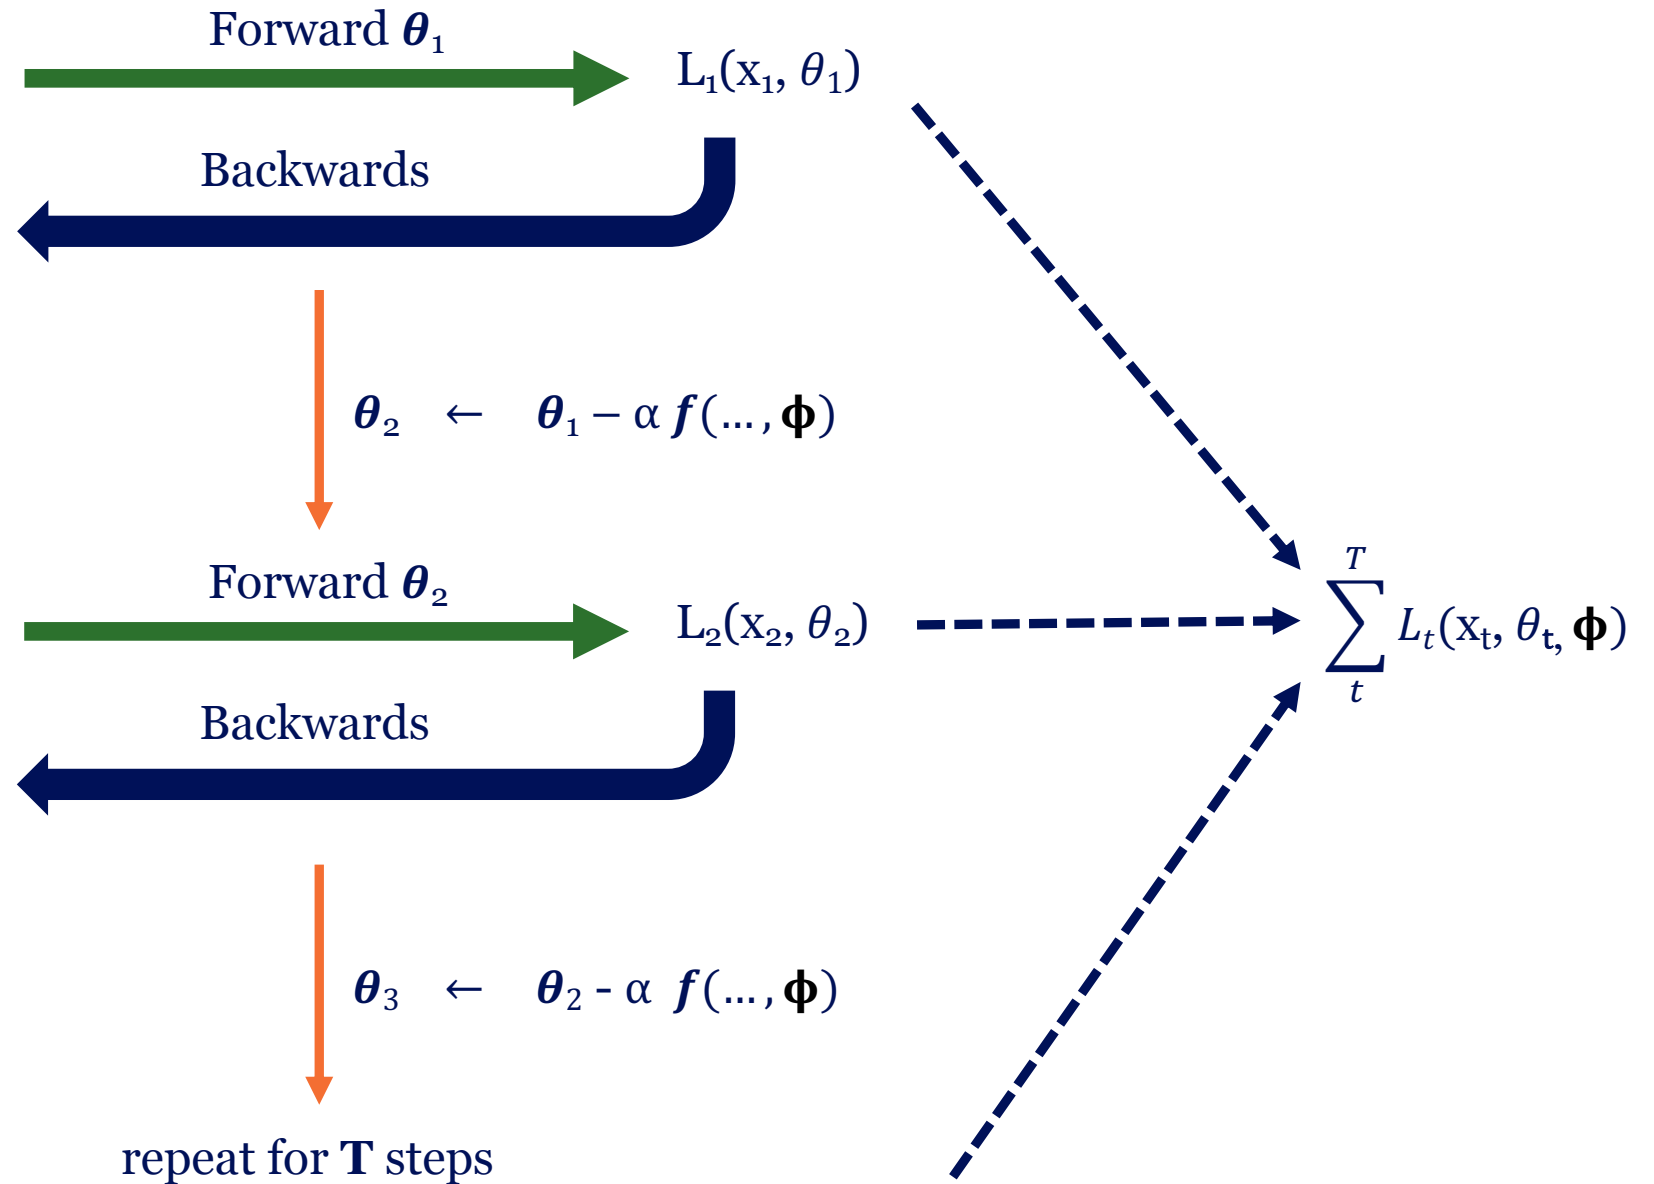 Forward θ₁
L₁(x₁, θ₁)
Backwards
θ₂ ← θ₁ – α f(… , ϕ)
Forward θ₂
L₂(x₂, θ₂)
T
∑ Lₜ(xₜ, θₜ, ϕ)
t
Backwards
θ₃ ← θ₂ - α f(… , ϕ)
repeat for T steps